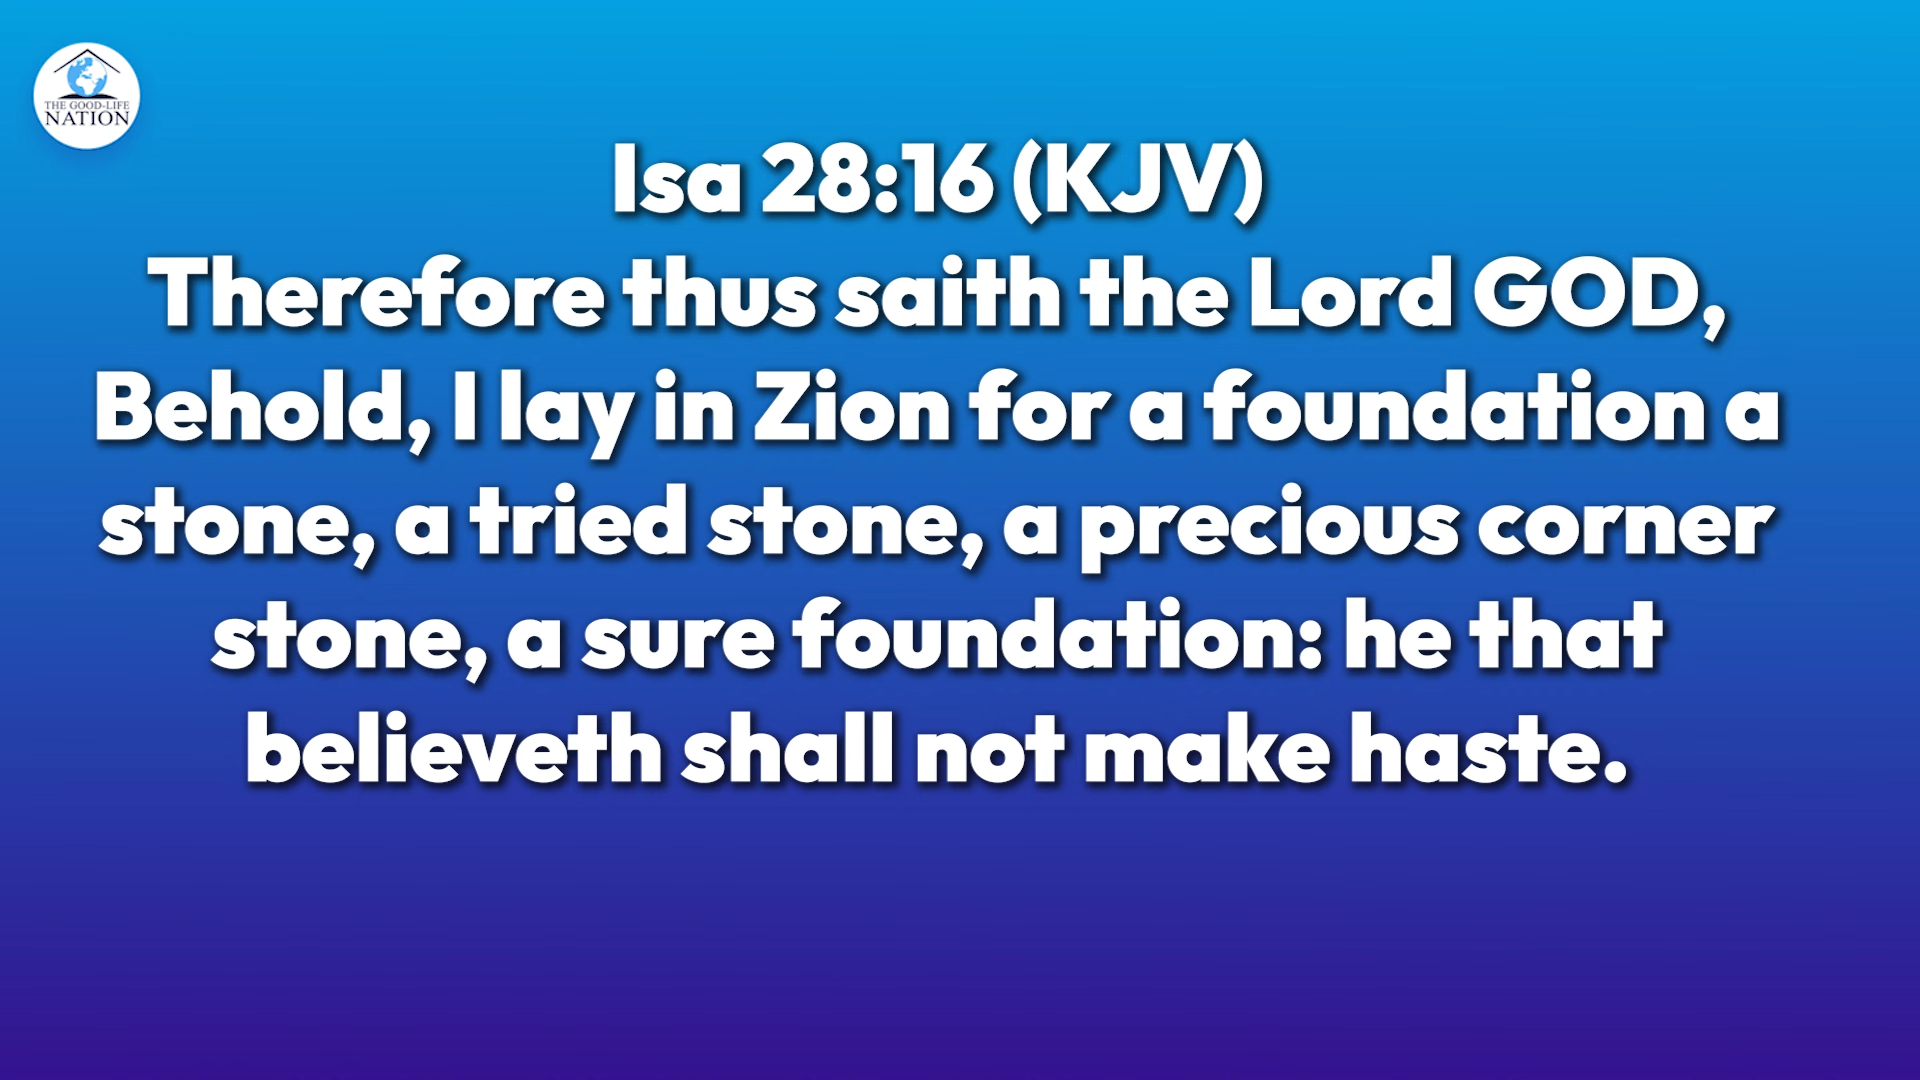 THE GOOD-LIFE
NATION
Isa 28:16 (KJV)
Therefore thus saith the Lord GOD,
Behold, I lay in Zion for a foundation a
stone, a tried stone, a precious corner
stone, a sure foundation: he that
believeth shall not make haste.